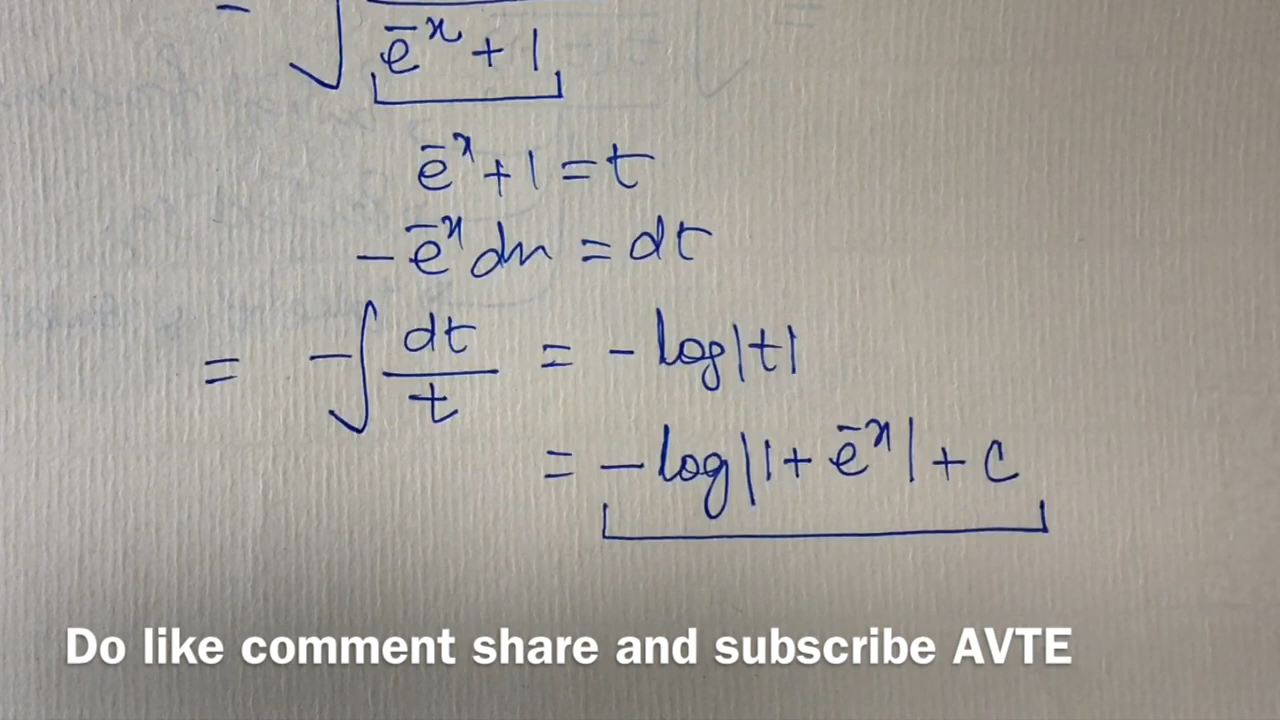 = ∫ e⁻ˣ + 1
e⁻ˣ + 1 = t
- e⁻ˣ dx = dt
= - ∫ dt/t = - log|t|
= - log|1 + e⁻ˣ| + c
Do like comment share and subscribe AVTE